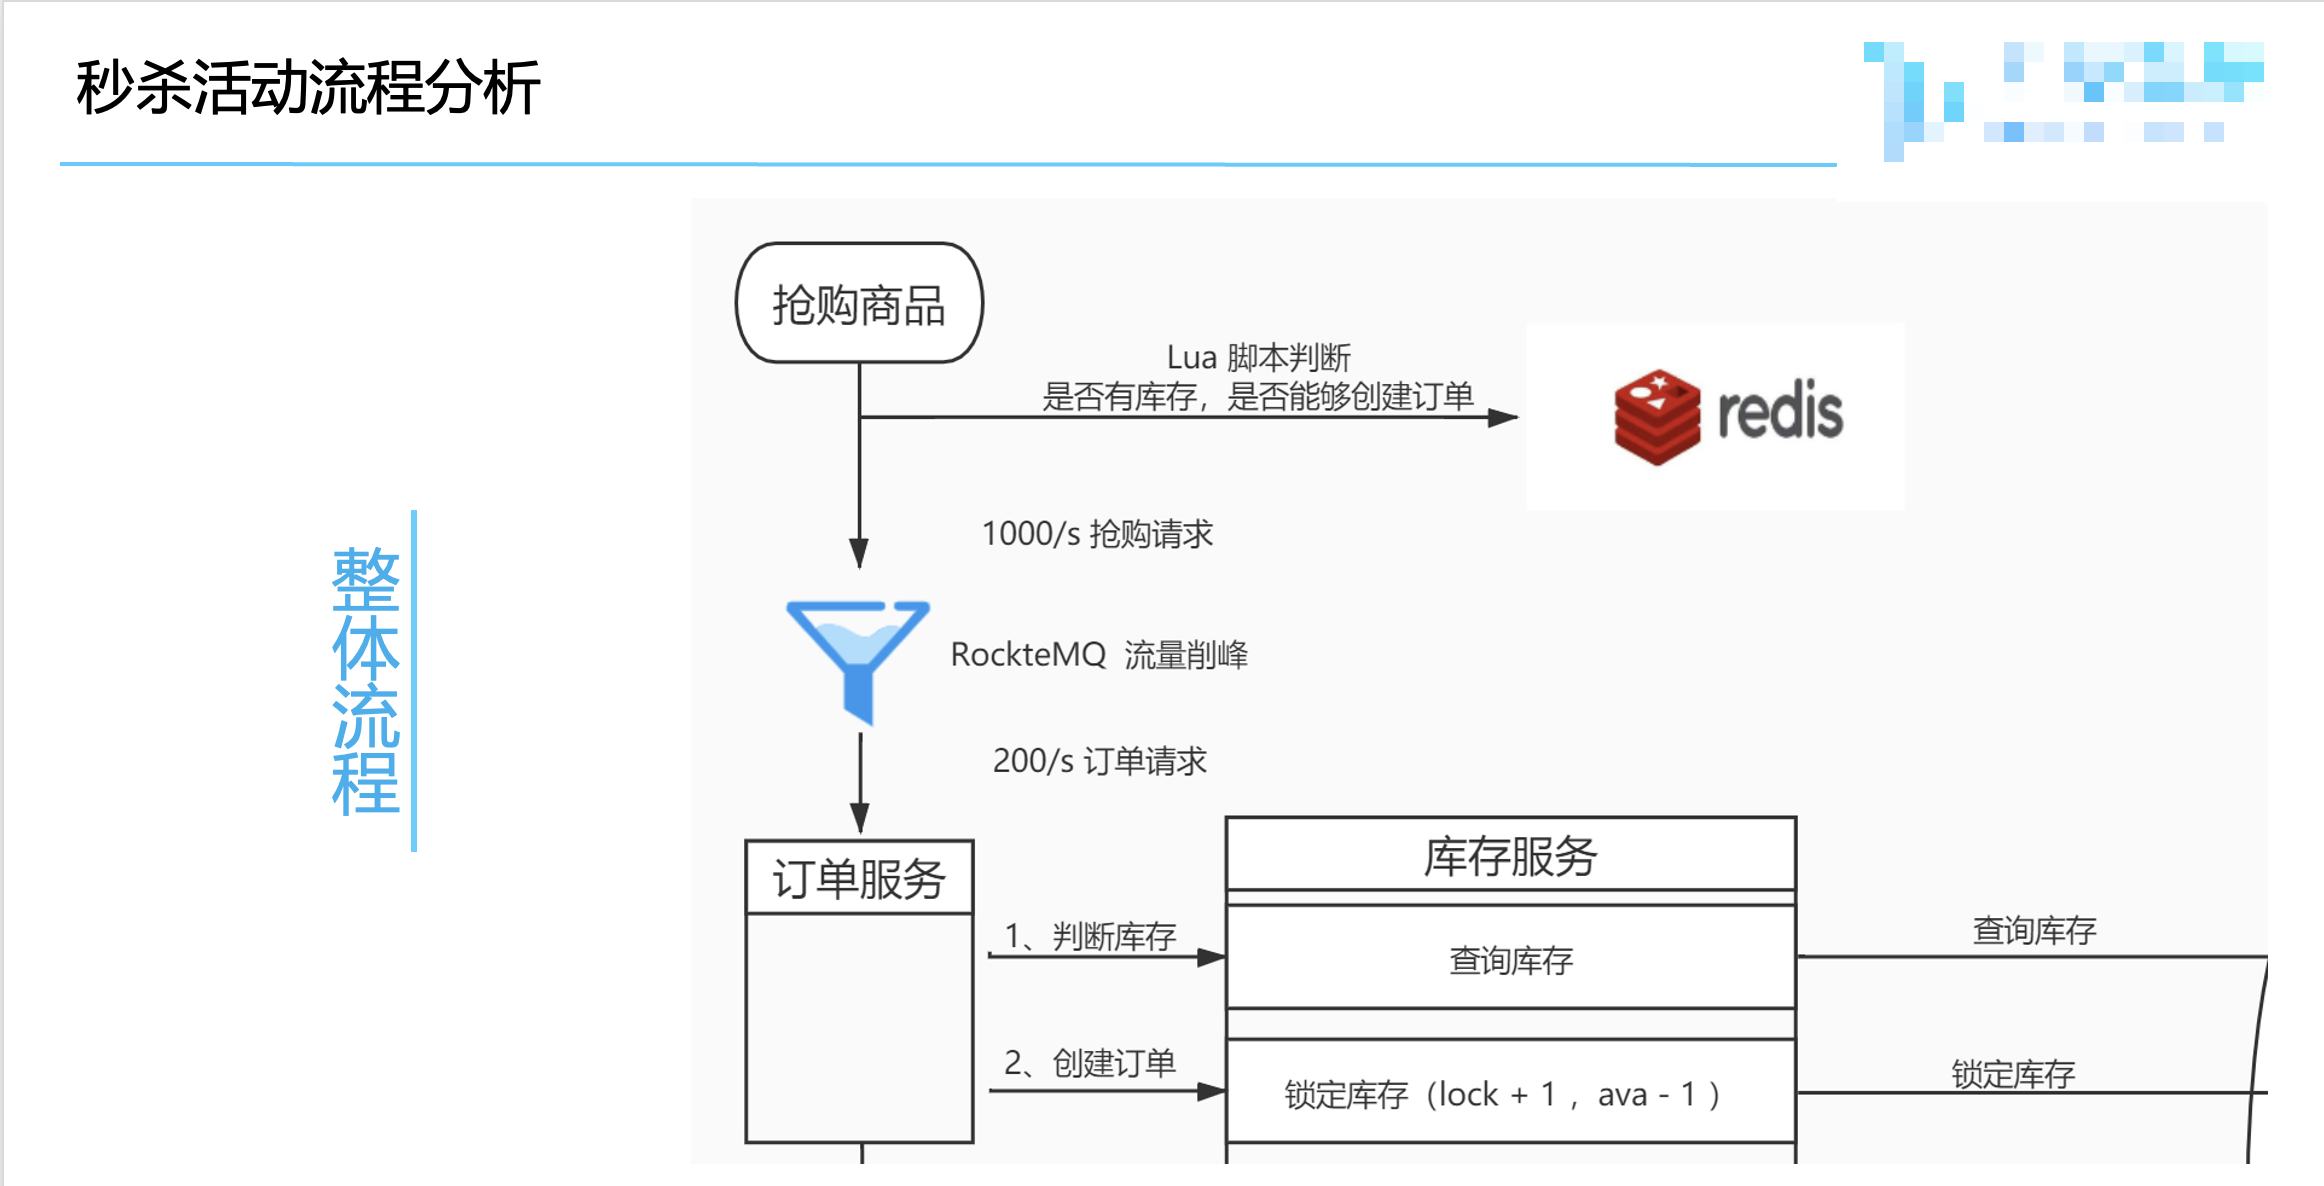 秒杀活动流程分析
整体流程
抢购商品
Lua 脚本判断
是否有库存，是否能够创建订单
redis
1000/s 抢购请求
RockteMQ 流量削峰
200/s 订单请求
订单服务
库存服务
1、判断库存
查询库存
查询库存
2、创建订单
锁定库存（lock + 1 ，ava - 1 ）
锁定库存